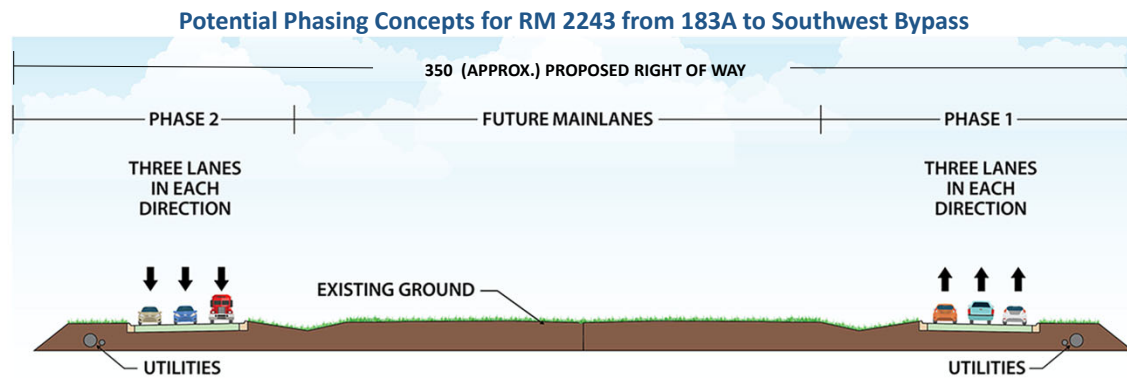 Potential Phasing Concepts for RM 2243 from 183A to Southwest Bypass
350 (APPROX.) PROPOSED RIGHT OF WAY
PHASE 2
FUTURE MAINLANES
PHASE 1
THREE LANES
IN EACH
DIRECTION
THREE LANES
IN EACH
DIRECTION
EXISTING GROUND
UTILITIES
UTILITIES